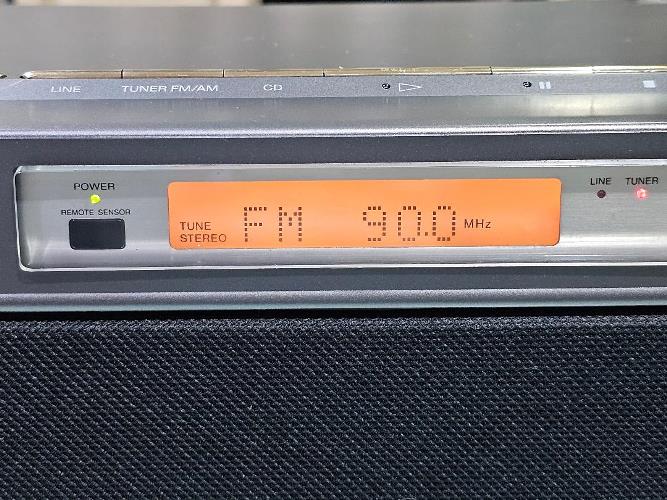 LINE TUNER FM/AM CD
POWER
REMOTE SENSOR
TUNE
STEREO
FM 90.0 MHz
LINE TUNER